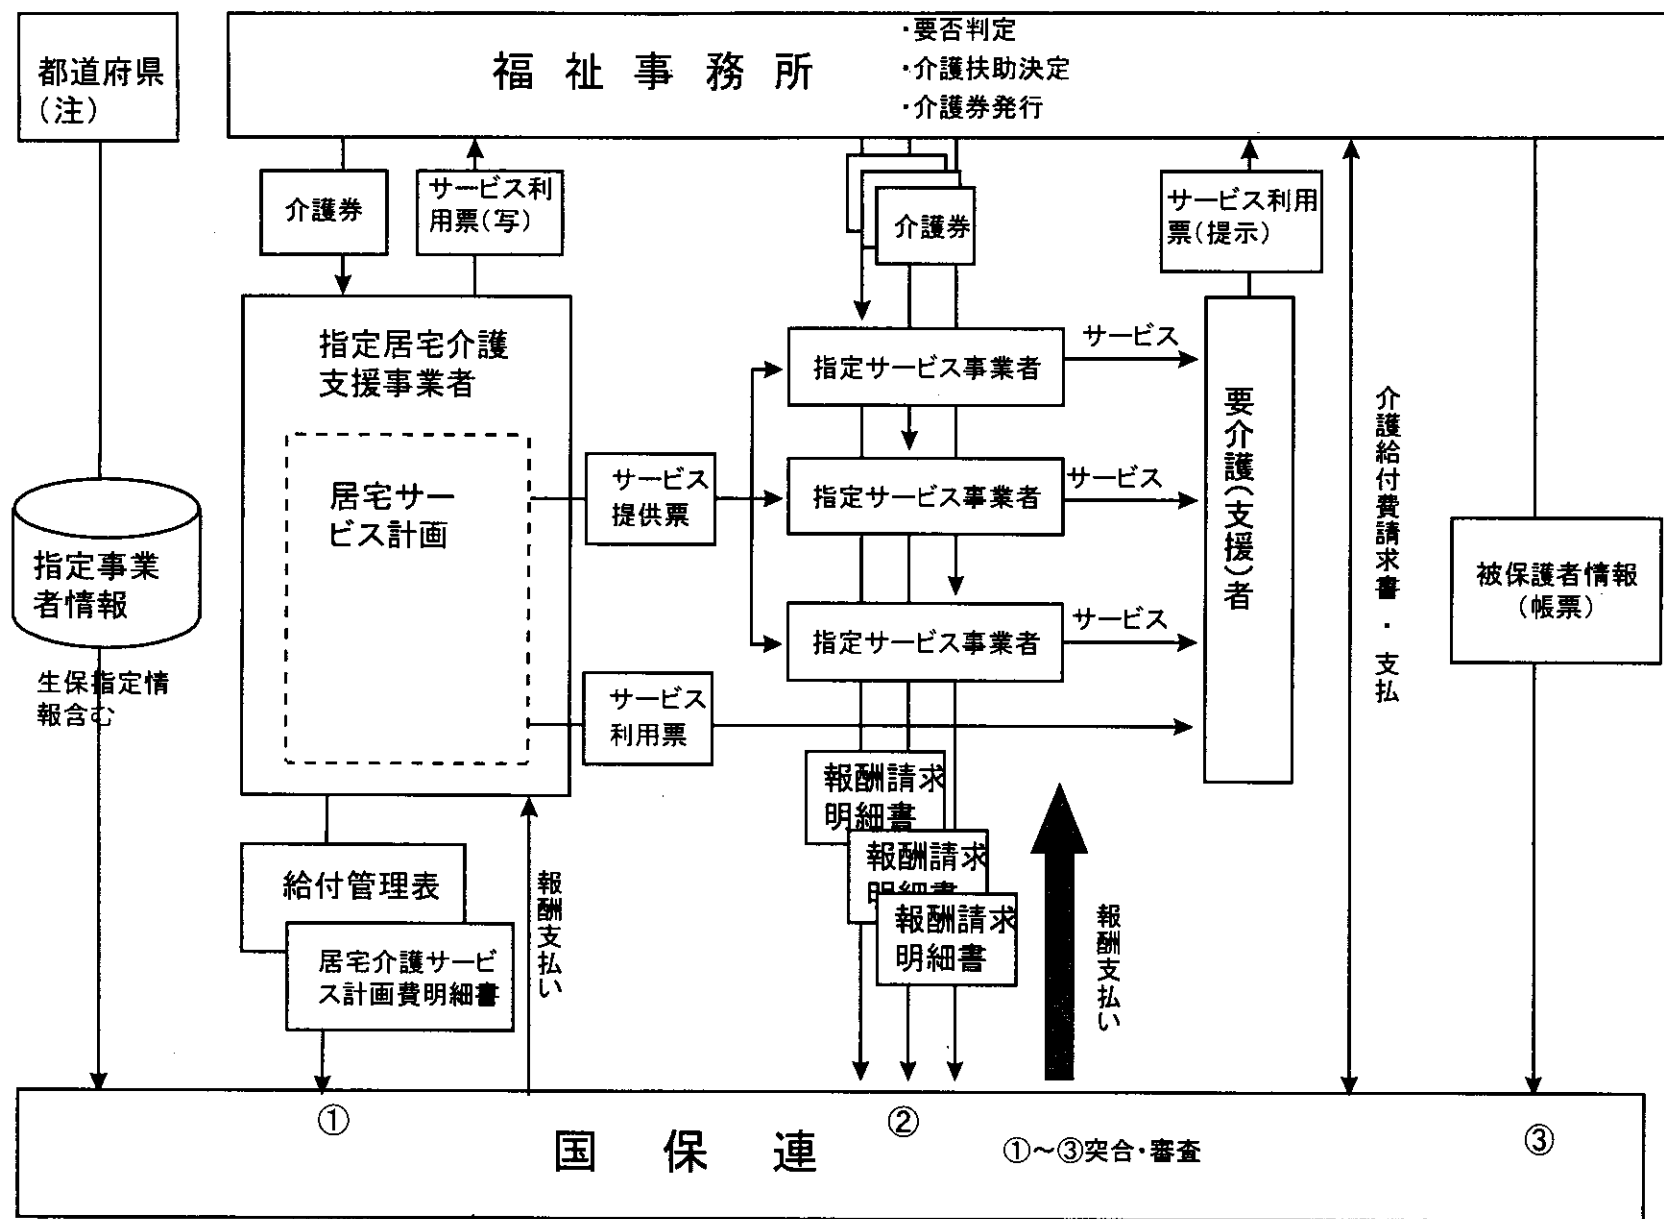 都道府県
(注)
福祉事務所
・要否判定
・介護扶助決定
・介護券発行
介護券
サービス利
用票(写)
介護券
サービス利用
票(提示)
指定居宅介護
支援事業者
居宅サー
ビス計画
サービス
提供票
サービス
利用票
指定サービス事業者
サービス
指定サービス事業者
サービス
指定サービス事業者
サービス
要介護(支援)者
介護給付費請求書・支払
被保護者情報
(帳票)
指定事業
者情報
生保指定情
報含む
給付管理表
居宅介護サービ
ス計画費明細書
報酬支払い
報酬請求
明細書
報酬請求
明細書
報酬請求
明細書
報酬支払い
①
②
③
国保連
①~③突合・審査